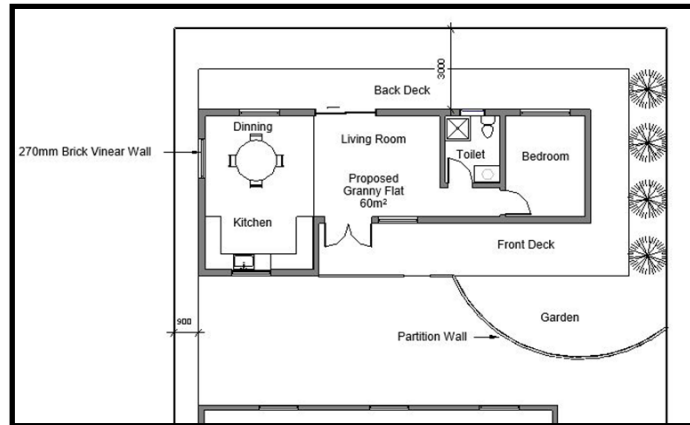 3000
Back Deck
Dinning
Living Room
270mm Brick Vinear Wall
Toilet
Bedroom
Proposed
Granny Flat
60m²
Kitchen
Front Deck
Garden
900
Partition Wall